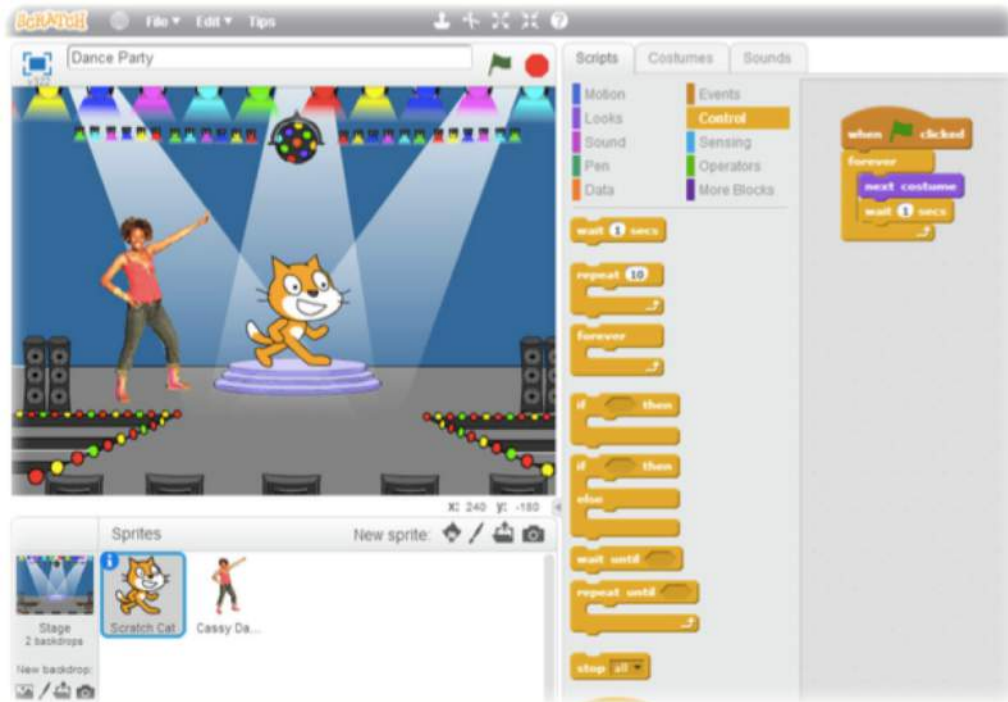 SCRATCH File ▼ Edit ▼ Tips
Dance Party
Scripts Costumes Sounds
Motion Events
Looks Control
Sound Sensing
Pen Operators
Data More Blocks
when clicked
forever
next costume
wait 1 secs
wait 1 secs
repeat 10
forever
if then
if then
else
wait until
repeat until
stop all
x: 240 y: -180
Sprites New sprite:
Stage
2 backdrops
New backdrop:
Scratch Cat
Cassy Da...